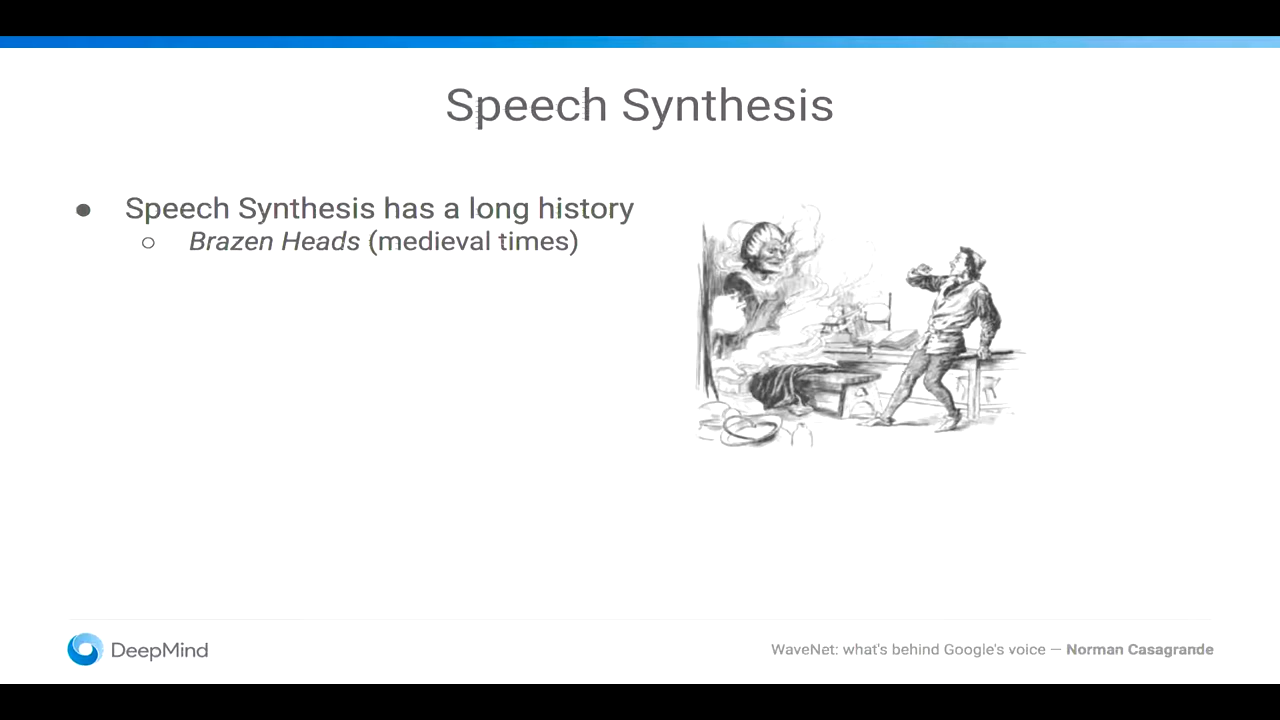 Speech Synthesis
● Speech Synthesis has a long history
○ Brazen Heads (medieval times)
DeepMind
WaveNet: what's behind Google's voice — Norman Casagrande